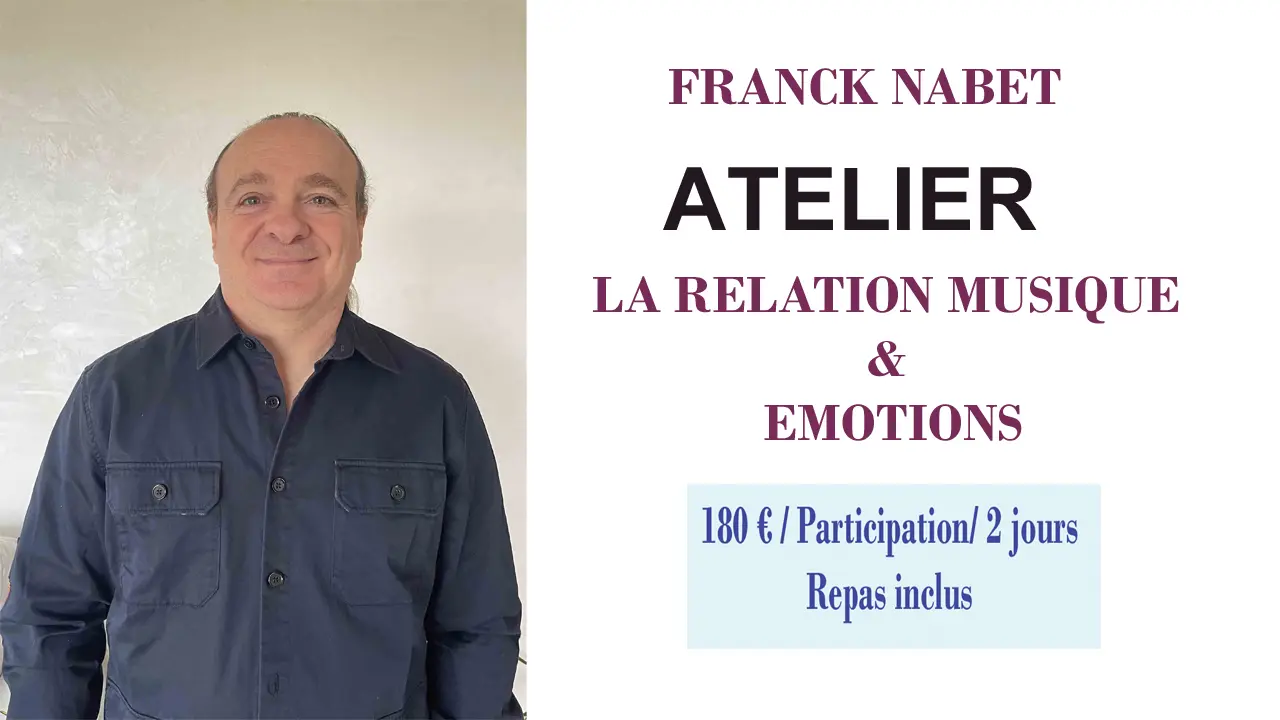 FRANCK NABET
ATELIER
LA RELATION MUSIQUE
&
EMOTIONS
180 € / Participation/ 2 jours
Repas inclus